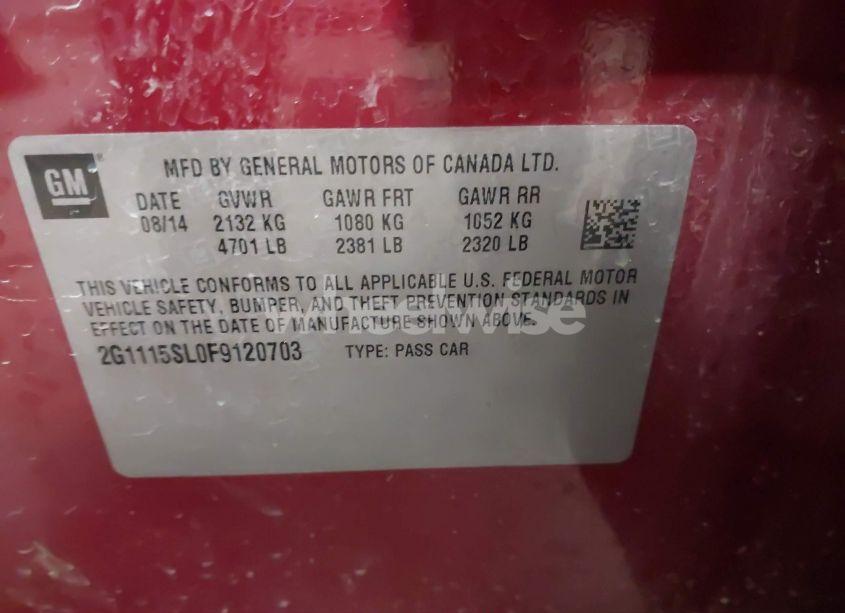 GM
MFD BY GENERAL MOTORS OF CANADA LTD.
DATE GVWR GAWR FRT GAWR RR
08/14 2132 KG 1080 KG 1052 KG
4701 LB 2381 LB 2320 LB
THIS VEHICLE CONFORMS TO ALL APPLICABLE U.S. FEDERAL MOTOR
VEHICLE SAFETY, BUMPER, AND THEFT PREVENTION STANDARDS IN
EFFECT ON THE DATE OF MANUFACTURE SHOWN ABOVE.
2G1115SL0F9120703 TYPE: PASS CAR